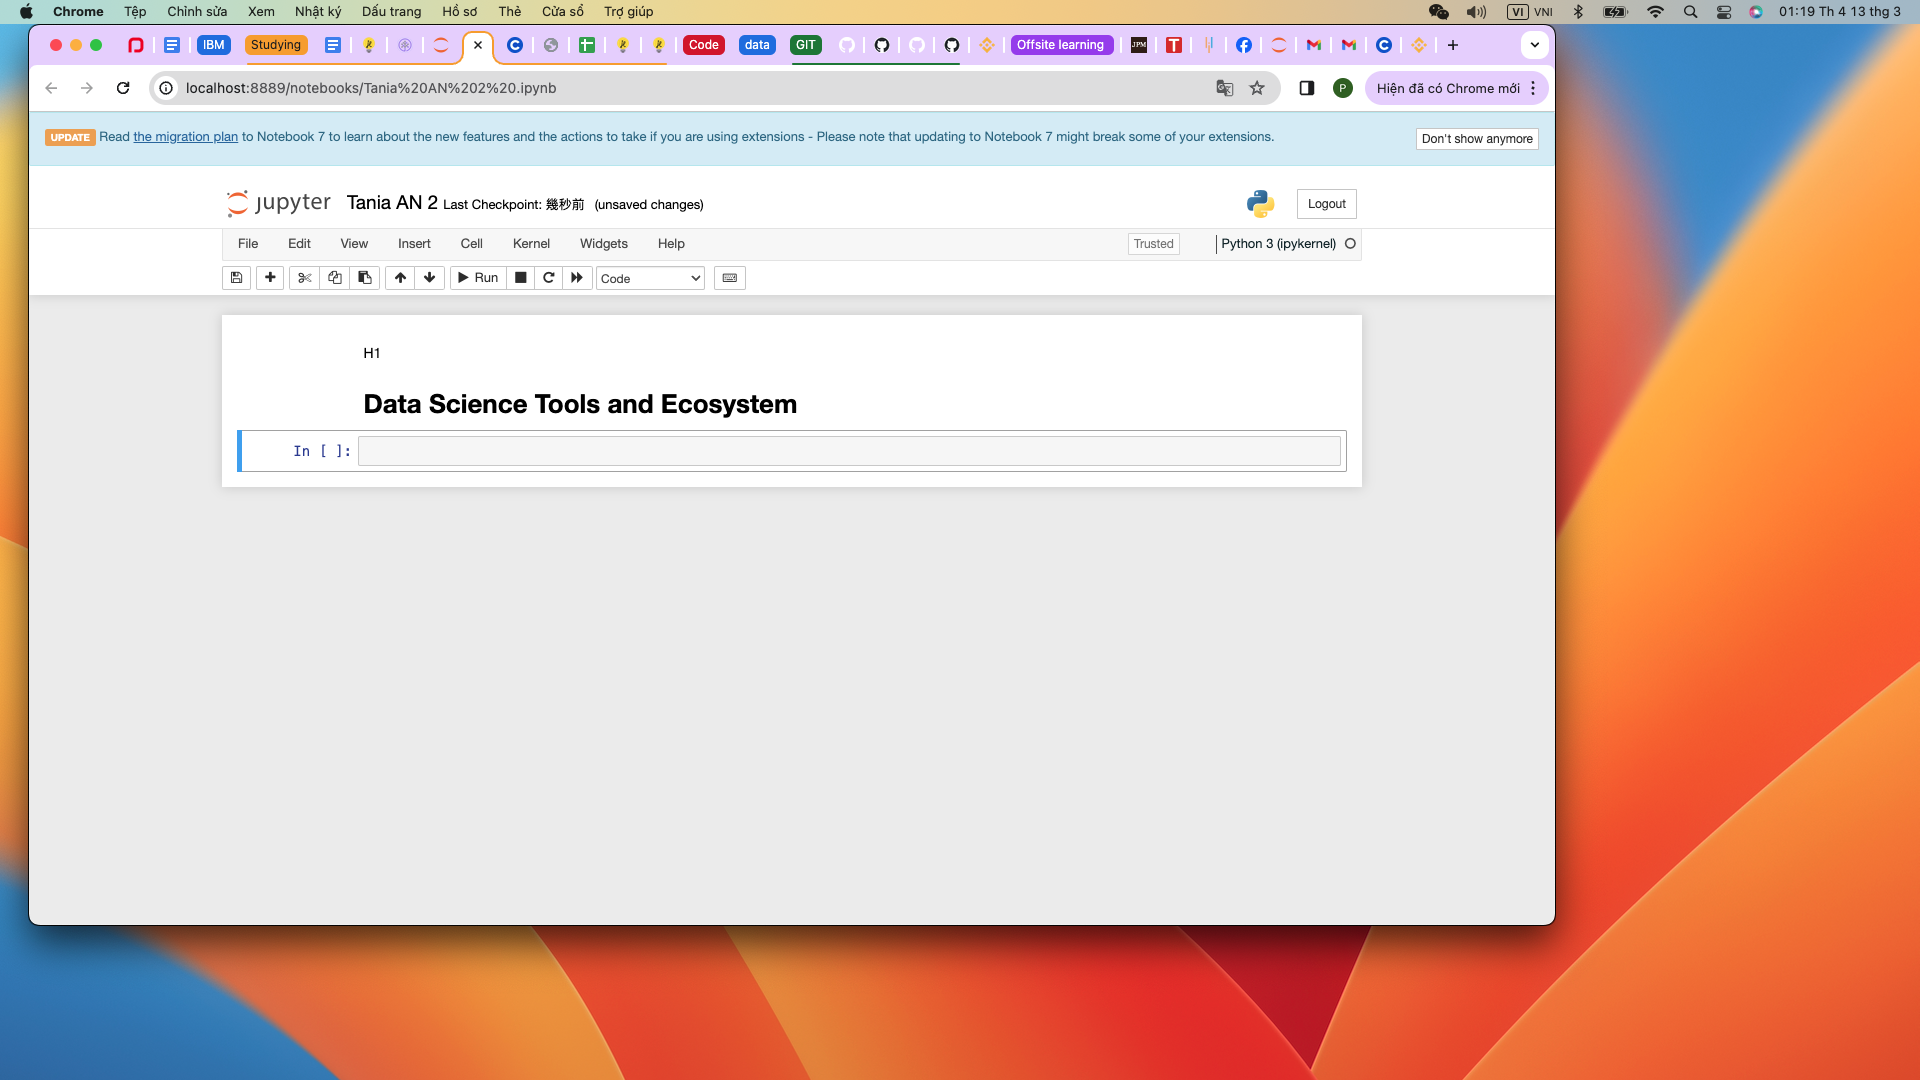 Chrome Tệp Chỉnh sửa Xem Nhật ký Dấu trang Hồ sơ Thẻ Cửa sổ Trợ giúp VI VNI 01:19 Th 4 13 thg 3
IBM Studying Code data GIT Offsite learning JPM T
localhost:8889/notebooks/Tania%20AN%202%20.ipynb P Hiện đã có Chrome mới
UPDATE Read the migration plan to Notebook 7 to learn about the new features and the actions to take if you are using extensions - Please note that updating to Notebook 7 might break some of your extensions. Don't show anymore
jupyter Tania AN 2 Last Checkpoint: 幾秒前 (unsaved changes) Logout
File Edit View Insert Cell Kernel Widgets Help Trusted Python 3 (ipykernel)
Run Code
H1
Data Science Tools and Ecosystem
In [ ]: